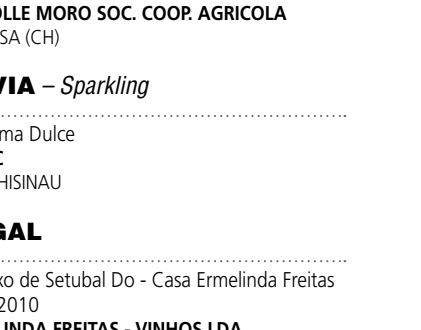 OLLE MORO SOC. COOP. AGRICOLA
SA (CH)
VIA – Sparkling
ma Dulce
C
HISINAU
GAL
xo de Setubal Do - Casa Ermelinda Freitas
2010
LINDA FREITAS - VINHOS LDA